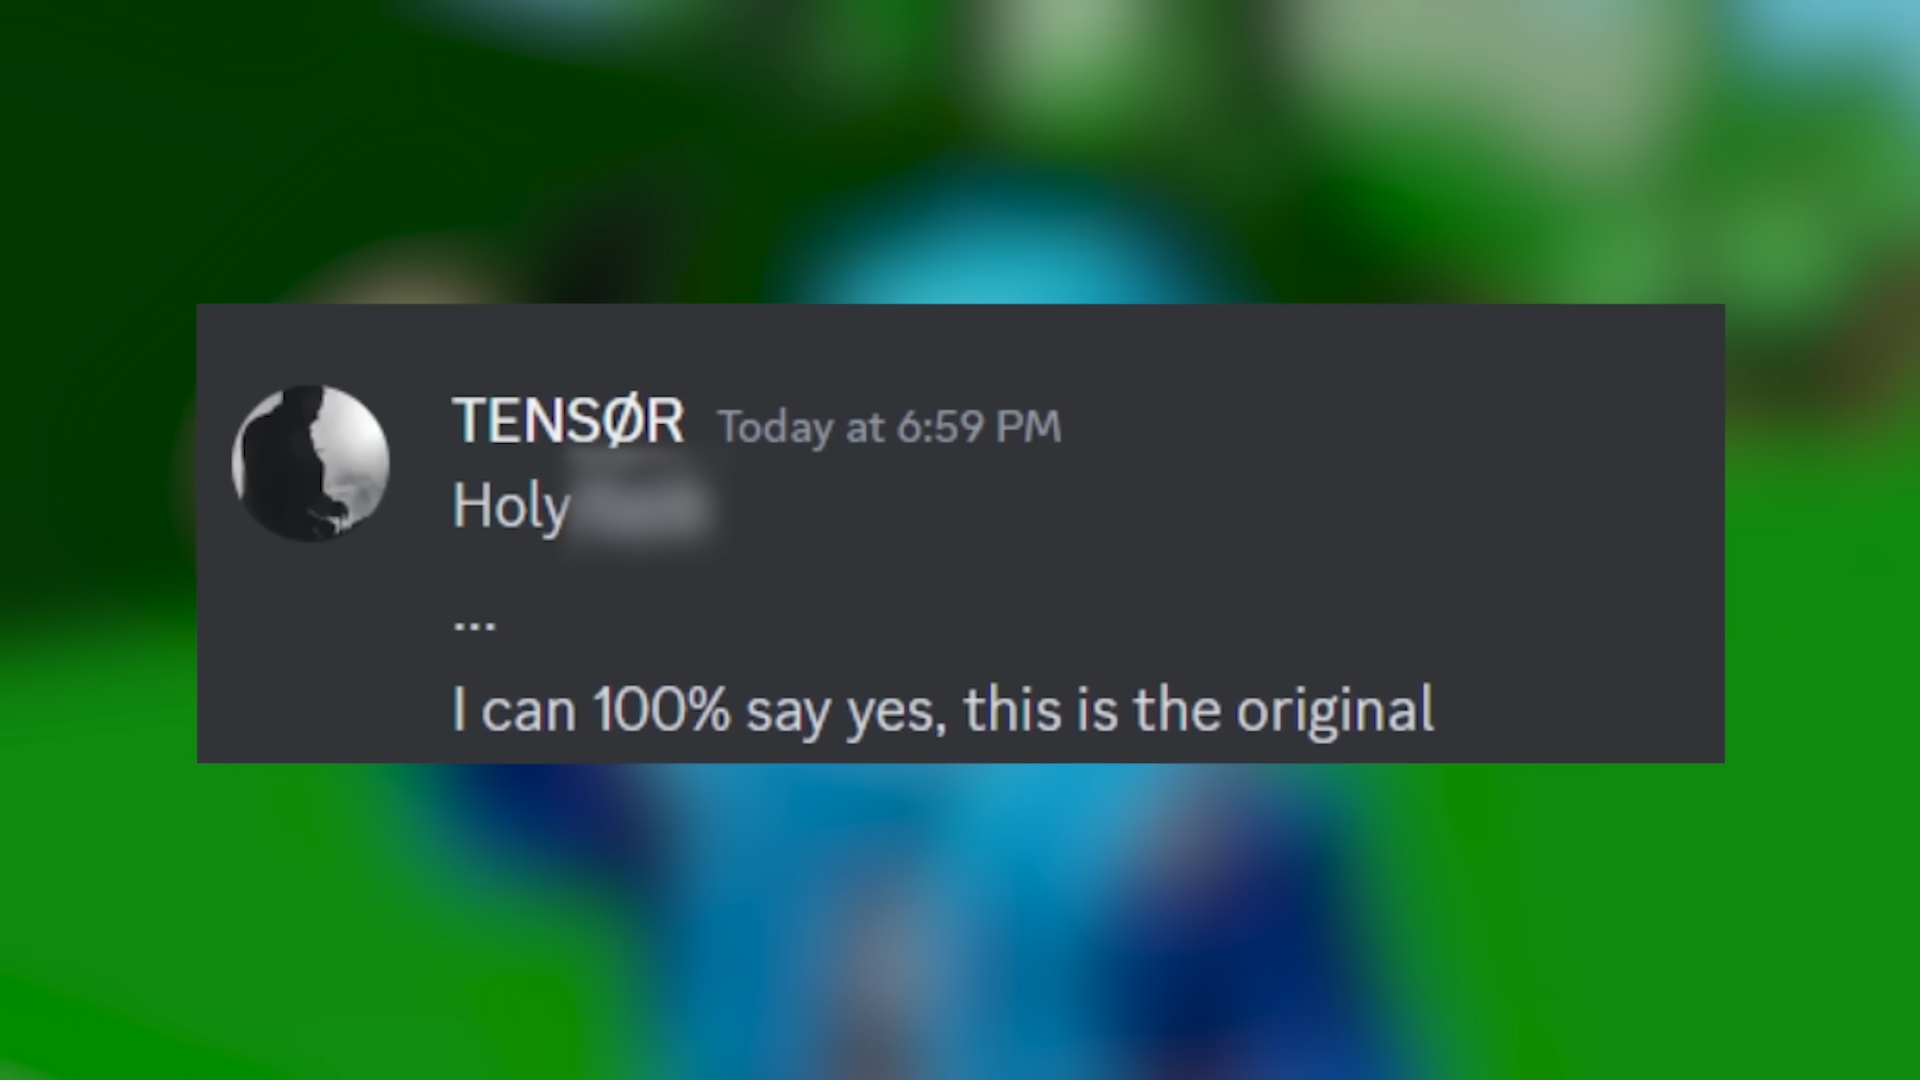 TENSØR Today at 6:59 PM
Holy
...
I can 100% say yes, this is the original